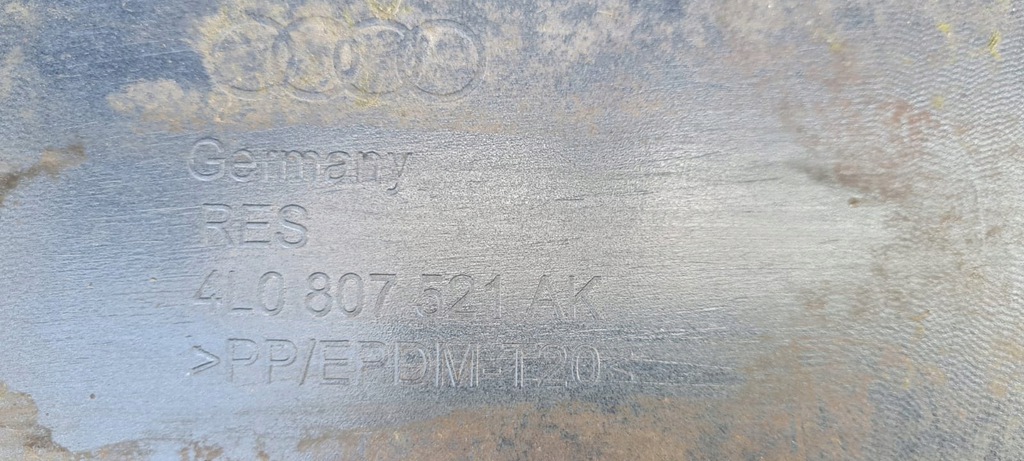 Germany
RES
4L0 807 521 AK
>PP/EPDM-T20